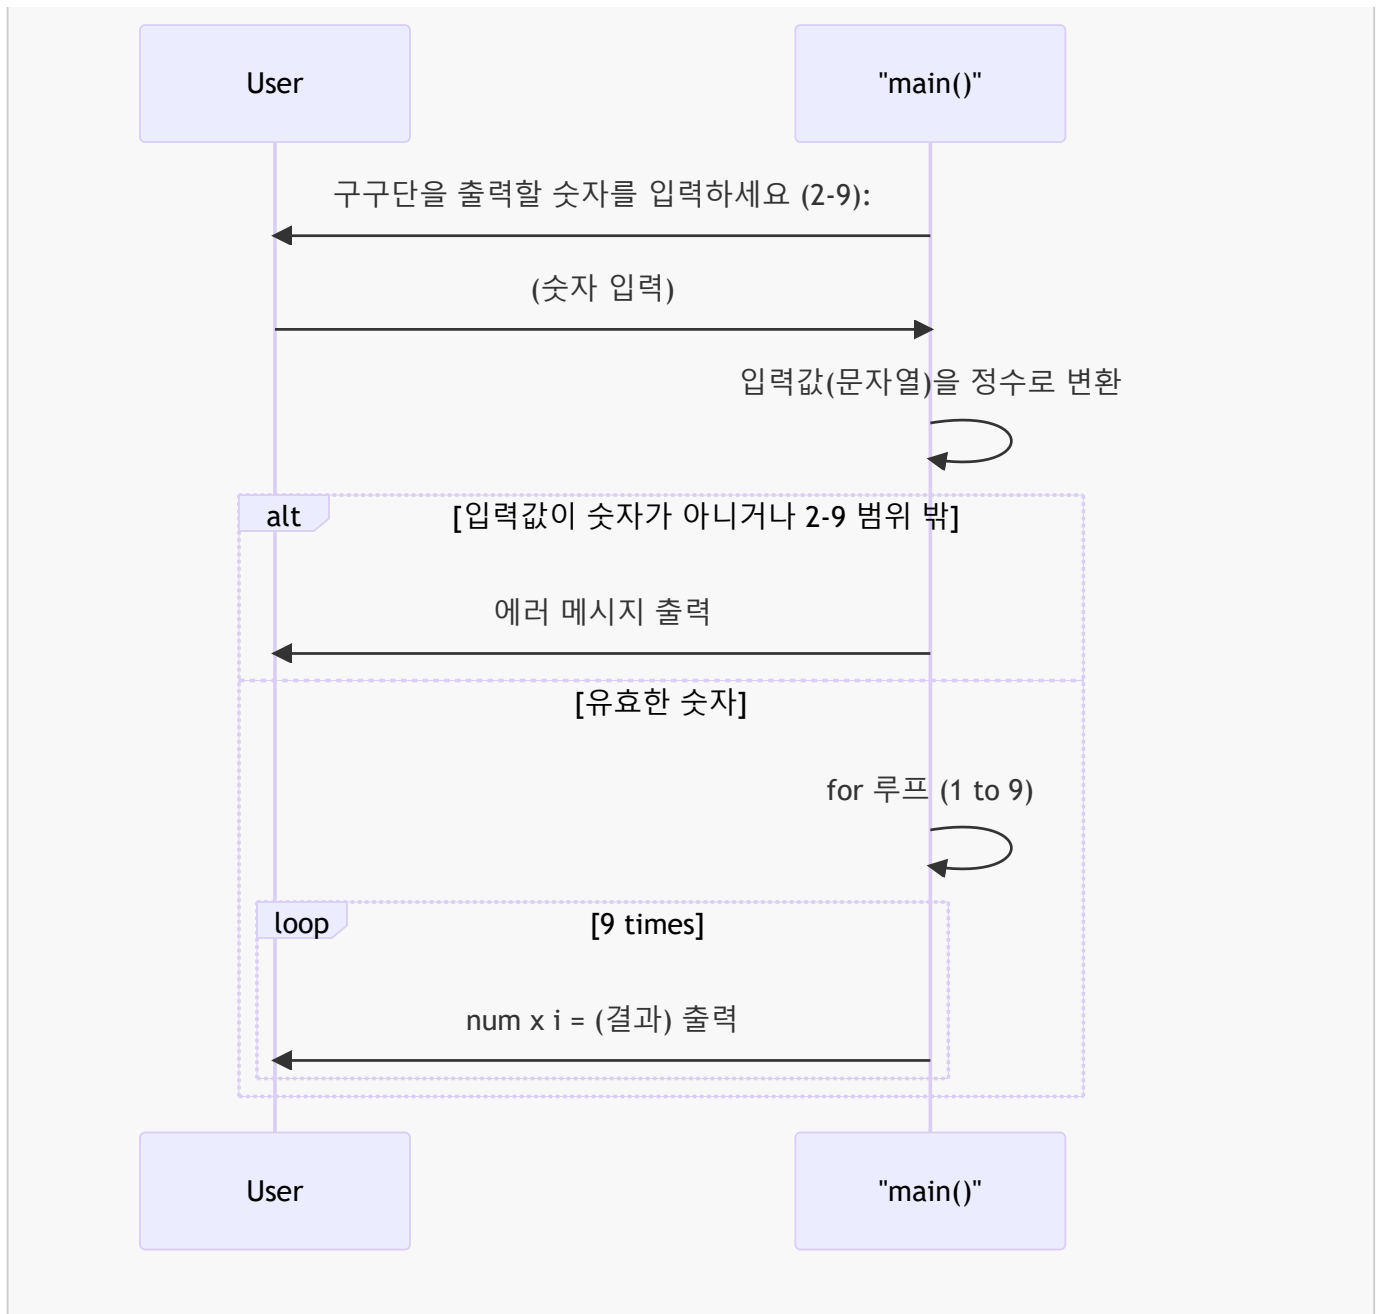 User
"main()"
구구단을 출력할 숫자를 입력하세요 (2-9):
(숫자 입력)
입력값(문자열)을 정수로 변환
alt
[입력값이 숫자가 아니거나 2-9 범위 밖]
에러 메시지 출력
[유효한 숫자]
for 루프 (1 to 9)
loop
[9 times]
num x i = (결과) 출력
User
"main()"